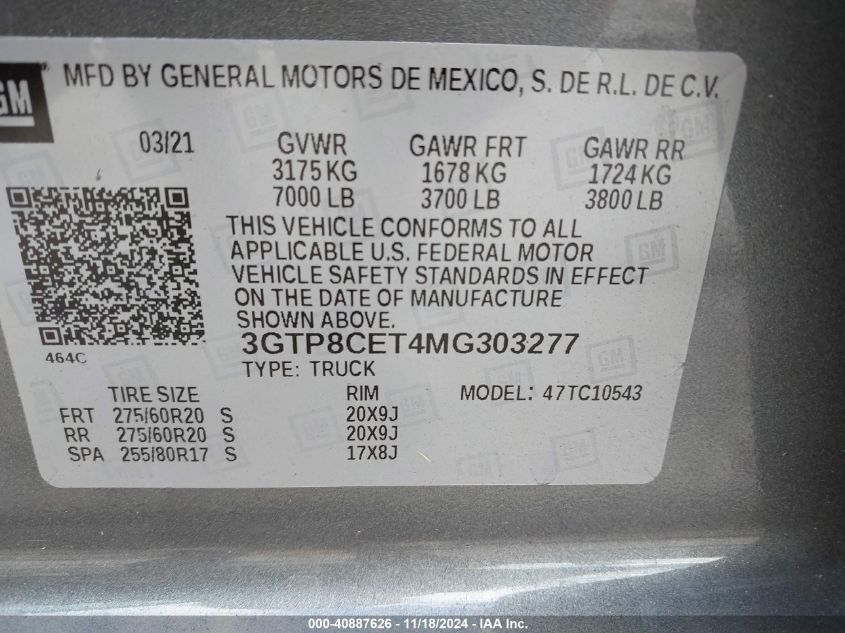 GM
MFD BY GENERAL MOTORS DE MEXICO, S. DE R.L. DE C.V.
03/21 GVWR GAWR FRT GAWR RR
3175 KG 1678 KG 1724 KG
7000 LB 3700 LB 3800 LB
THIS VEHICLE CONFORMS TO ALL
APPLICABLE U.S. FEDERAL MOTOR
VEHICLE SAFETY STANDARDS IN EFFECT
ON THE DATE OF MANUFACTURE
SHOWN ABOVE.
464C
3GTP8CET4MG303277
TYPE: TRUCK
TIRE SIZE RIM MODEL: 47TC10543
FRT 275/60R20 S 20X9J
RR 275/60R20 S 20X9J
SPA 255/80R17 S 17X8J
000-40887626 - 11/18/2024 - IAA Inc.